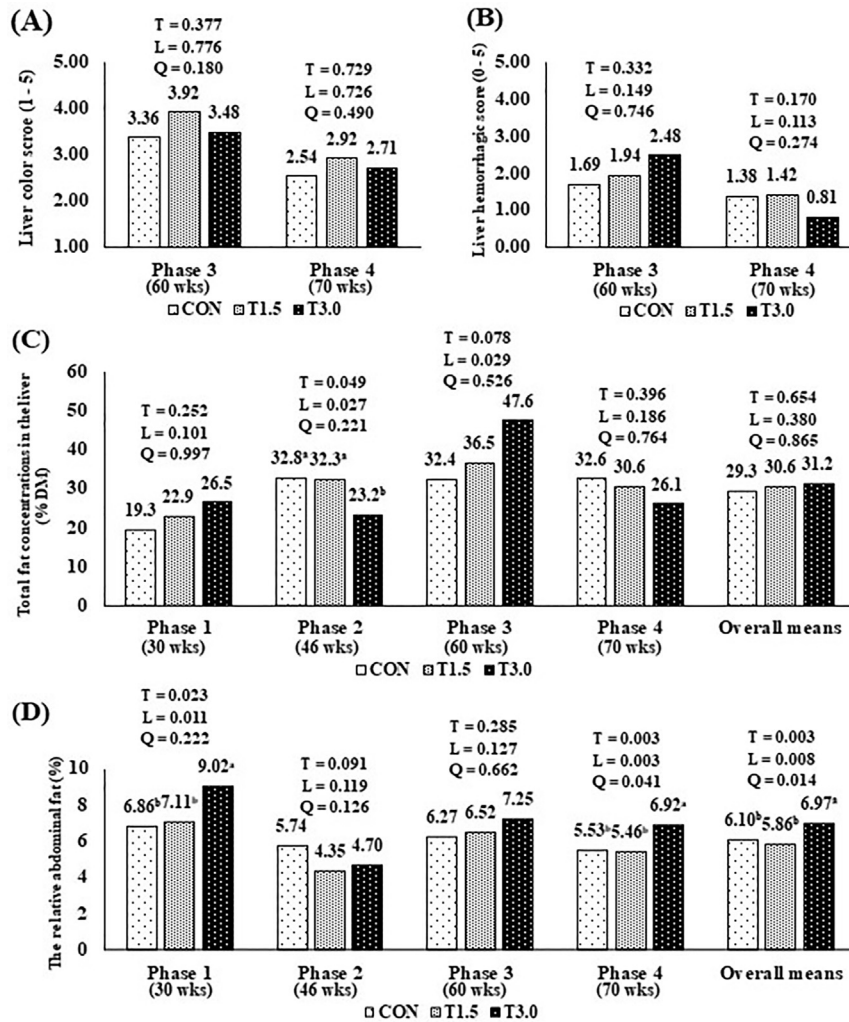 (A)
T = 0.377
L = 0.776
Q = 0.180
T = 0.729
L = 0.726
Q = 0.490
Liver color scroe (1 - 5)
5.00
4.00
3.00
2.00
1.00
3.36
3.92
3.48
2.54
2.92
2.71
Phase 3
(60 wks)
Phase 4
(70 wks)
CON T1.5 T3.0
(B)
T = 0.332
L = 0.149
Q = 0.746
T = 0.170
L = 0.113
Q = 0.274
Liver hemorrhagic score (0 - 5)
5.00
4.00
3.00
2.00
1.00
0.00
1.69
1.94
2.48
1.38
1.42
0.81
Phase 3
(60 wks)
Phase 4
(70 wks)
CON T1.5 T3.0
(C)
T = 0.252
L = 0.101
Q = 0.997
T = 0.049
L = 0.027
Q = 0.221
T = 0.078
L = 0.029
Q = 0.526
T = 0.396
L = 0.186
Q = 0.764
T = 0.654
L = 0.380
Q = 0.865
Total fat concentrations in theliver
(% DM)
60
50
40
30
20
10
0
19.3
22.9
26.5
32.8ᵃ
32.3ᵃ
23.2ᵇ
32.4
36.5
47.6
32.6
30.6
26.1
29.3
30.6
31.2
Phase 1
(30 wks)
Phase 2
(46 wks)
Phase 3
(60 wks)
Phase 4
(70 wks)
Overall means
CON T1.5 T3.0
(D)
T = 0.023
L = 0.011
Q = 0.222
T = 0.091
L = 0.119
Q = 0.126
T = 0.285
L = 0.127
Q = 0.662
T = 0.003
L = 0.003
Q = 0.041
T = 0.003
L = 0.008
Q = 0.014
The relative abdominal fat (%)
10
8
6
4
2
0
6.86ᵇ
7.11ᵇ
9.02ᵃ
5.74
4.35
4.70
6.27
6.52
7.25
5.53ᵇ
5.46ᵇ
6.92ᵃ
6.10ᵇ
5.86ᵇ
6.97ᵃ
Phase 1
(30 wks)
Phase 2
(46 wks)
Phase 3
(60 wks)
Phase 4
(70 wks)
Overall means
CON T1.5 T3.0